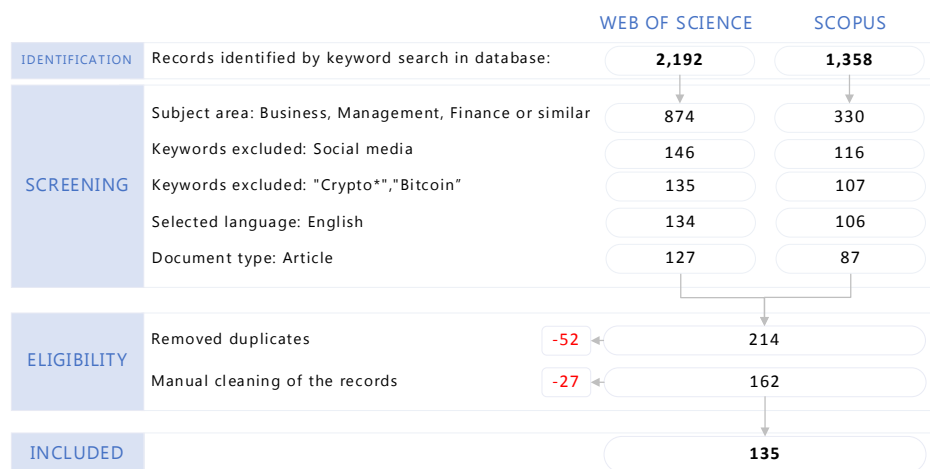 WEB OF SCIENCE SCOPUS
IDENTIFICATION Records identified by keyword search in database: 2,192 1,358
Subject area: Business, Management, Finance or similar 874 330
Keywords excluded: Social media 146 116
SCREENING Keywords excluded: "Crypto*","Bitcoin” 135 107
Selected language: English 134 106
Document type: Article 127 87
Removed duplicates -52 214
ELIGIBILITY
Manual cleaning of the records -27 162
INCLUDED 135